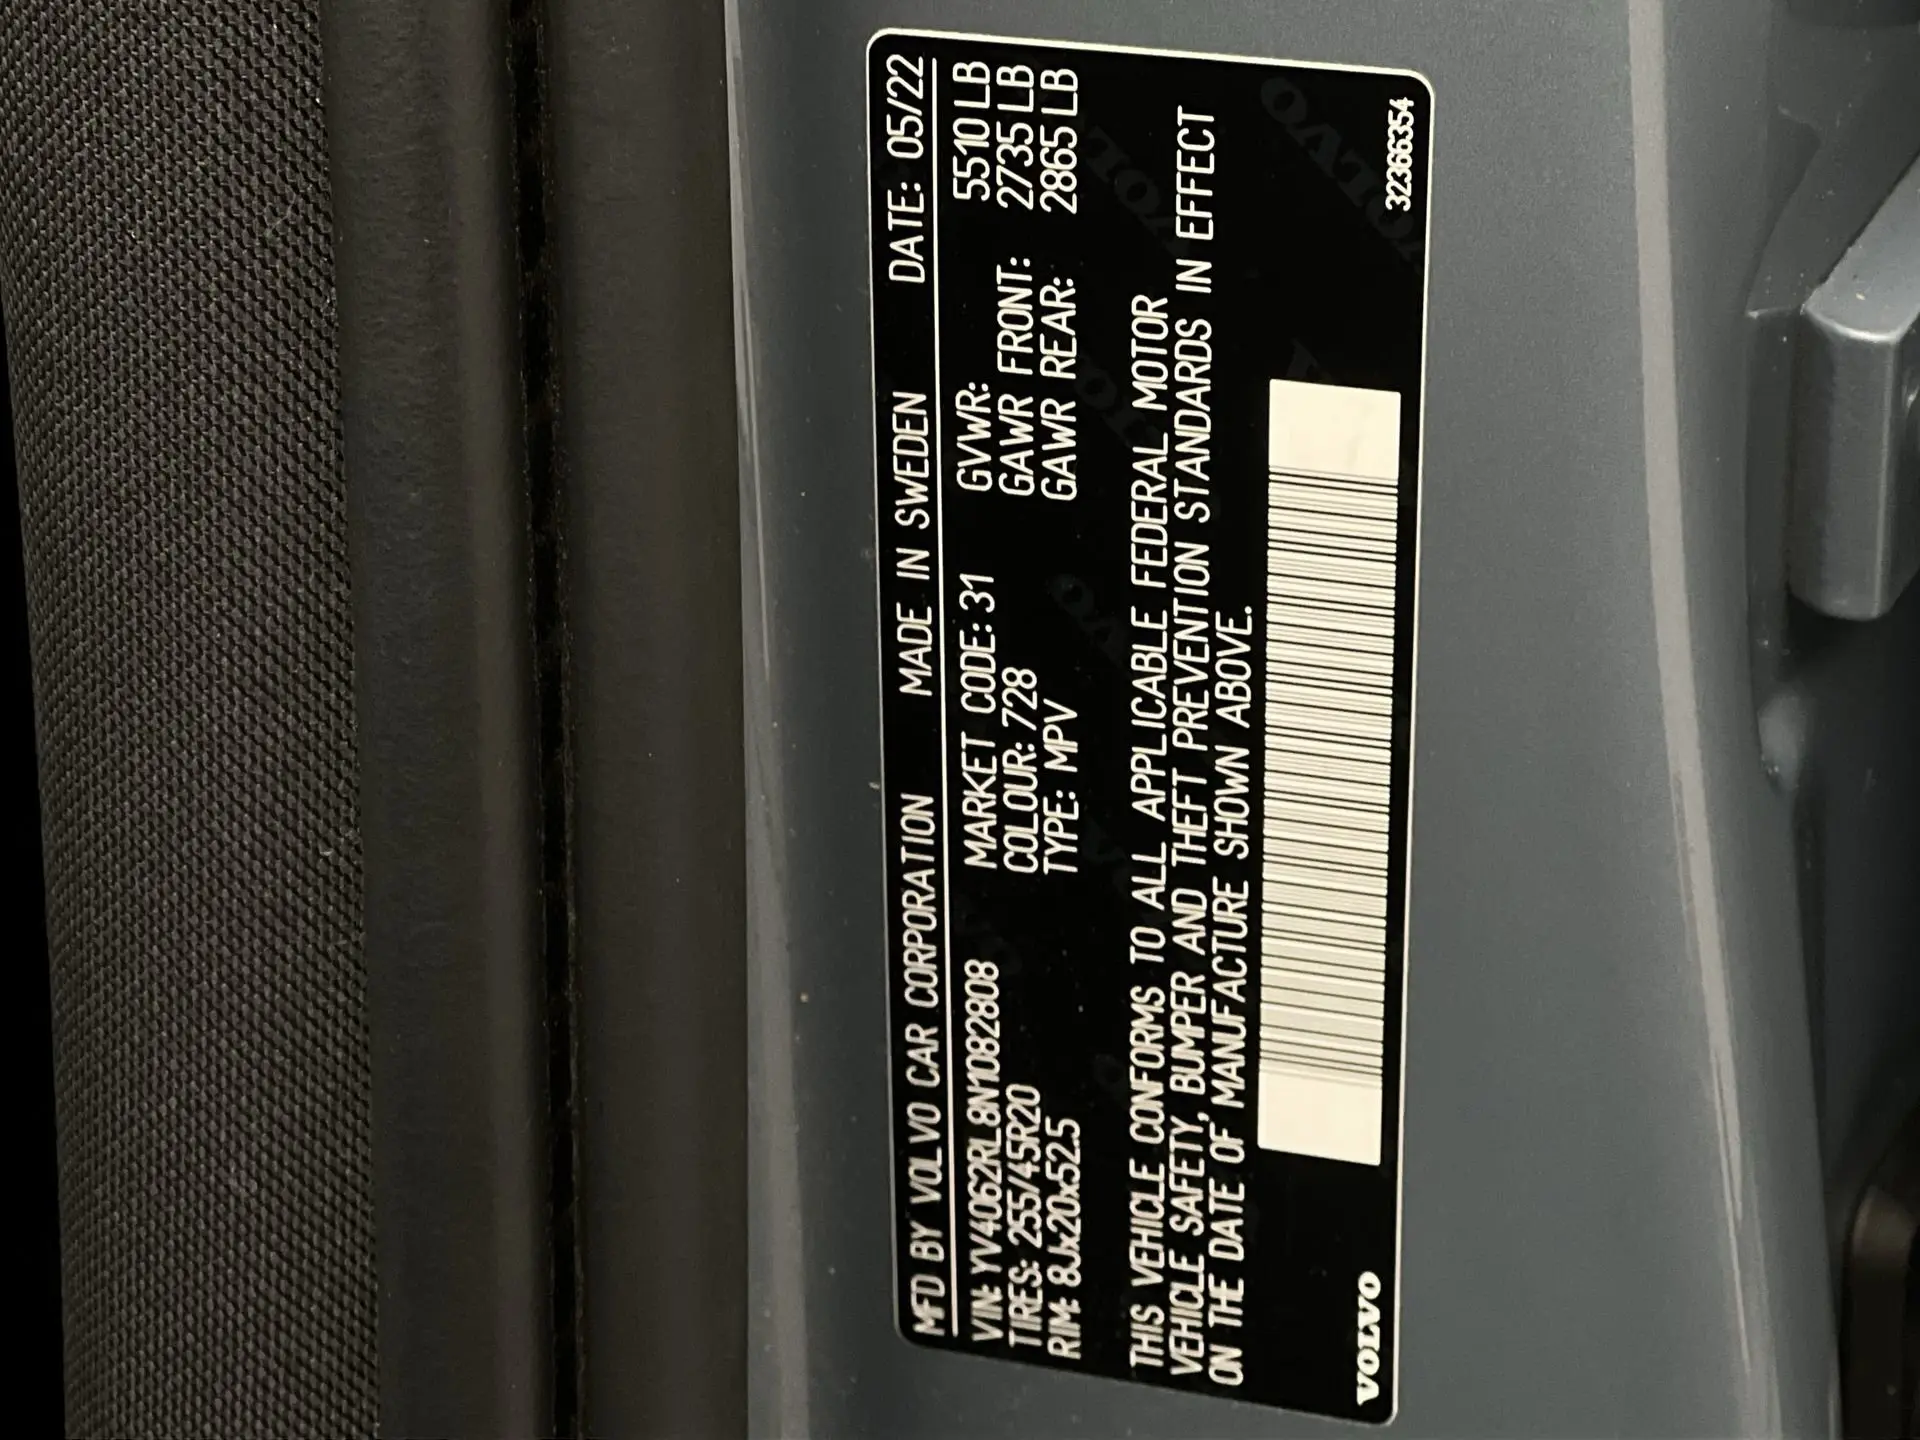 MFD BY VOLVO CAR CORPORATION MADE IN SWEDEN DATE: 05/22
VIN: YV4062RL8N1082808 MARKET CODE: 31 GVWR: 5510 LB
TIRES: 255/45R20 COLOUR: 728 GAWR FRONT: 2735 LB
RIM: 8Jx20x52.5 TYPE: MPV GAWR REAR: 2865 LB
THIS VEHICLE CONFORMS TO ALL APPLICABLE FEDERAL MOTOR
VEHICLE SAFETY, BUMPER AND THEFT PREVENTION STANDARDS IN EFFECT
ON THE DATE OF MANUFACTURE SHOWN ABOVE.
VOLVO 32366354